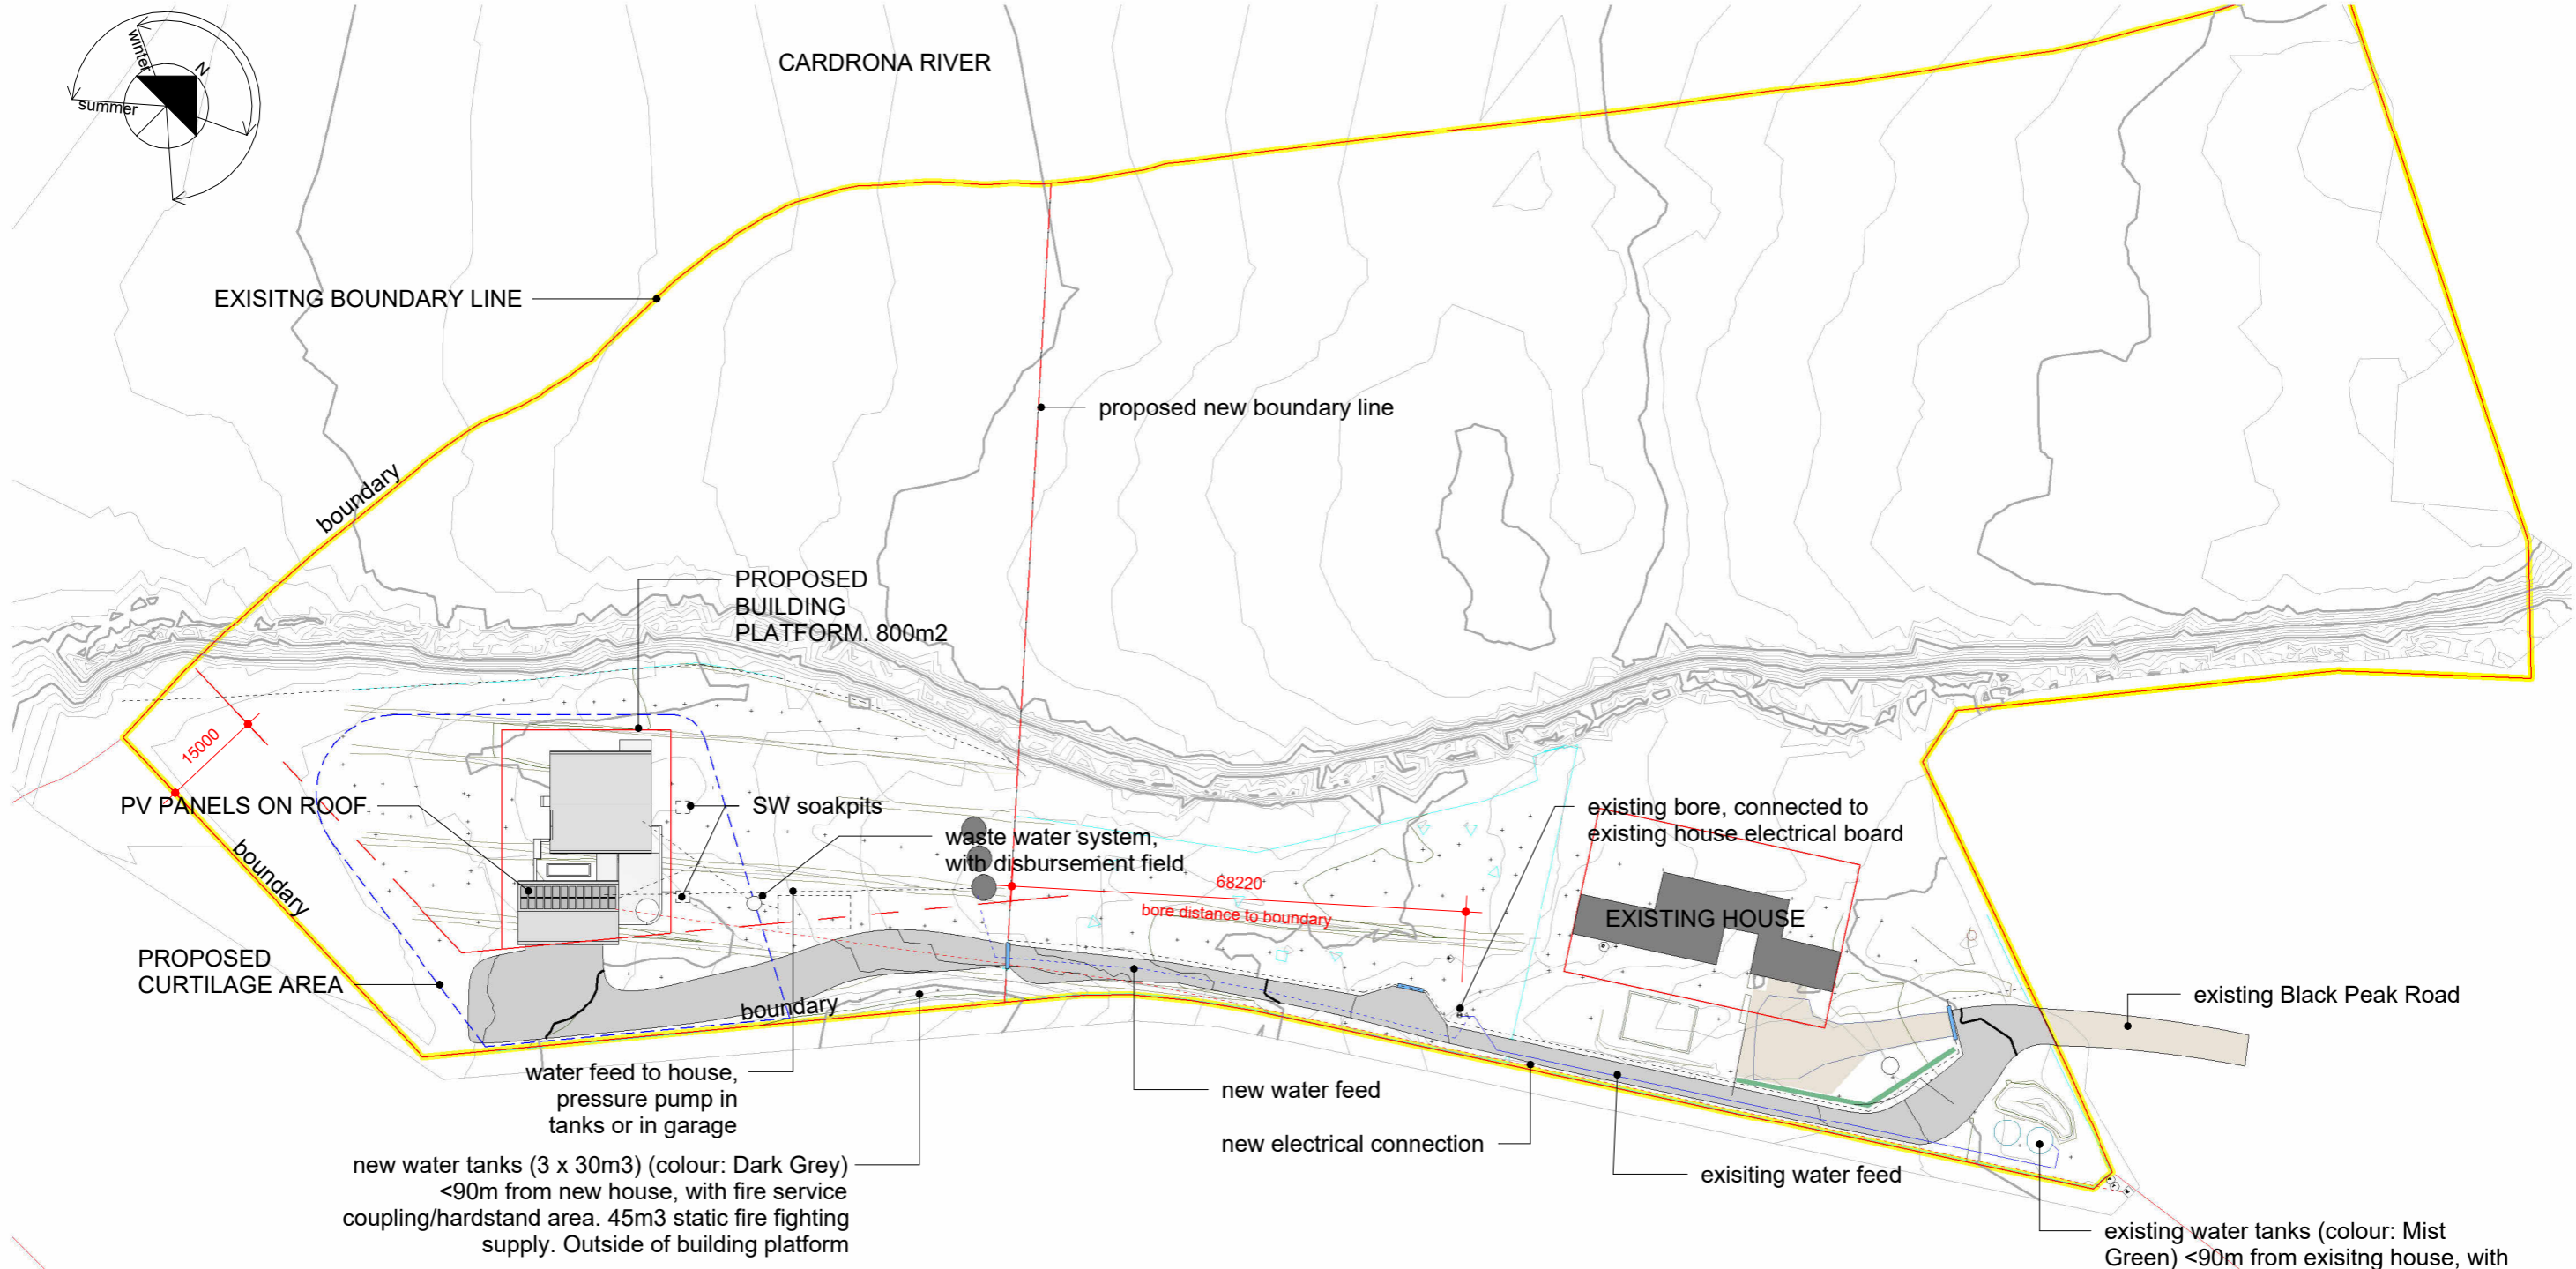 winter
N
summer
CARDRONA RIVER
EXISITNG BOUNDARY LINE
proposed new boundary line
boundary
PROPOSED
BUILDING
PLATFORM. 800m2
15000
PV PANELS ON ROOF
SW soakpits
waste water system,
with disbursement field
existing bore, connected to
existing house electrical board
boundary
68220
bore distance to boundary
EXISTING HOUSE
PROPOSED
CURTILAGE AREA
boundary
existing Black Peak Road
water feed to house,
pressure pump in
tanks or in garage
new water feed
new electrical connection
new water tanks (3 x 30m3) (colour: Dark Grey)
<90m from new house, with fire service
coupling/hardstand area. 45m3 static fire fighting
supply. Outside of building platform
exisiting water feed
existing water tanks (colour: Mist
Green) <90m from exisitng house, with